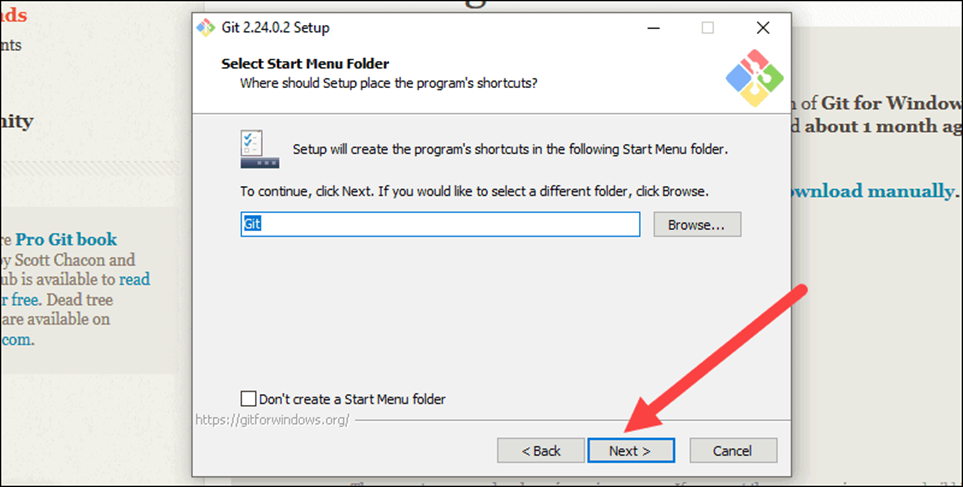 Git 2.24.0.2 Setup
Select Start Menu Folder
Where should Setup place the program's shortcuts?
Setup will create the program's shortcuts in the following Start Menu folder.
To continue, click Next. If you would like to select a different folder, click Browse.
Git
Browse...
Don't create a Start Menu folder
https://gitforwindows.org/
< Back
Next >
Cancel
nds
nts
nity
re Pro Git book
by Scott Chacon and
ub is available to read
r free. Dead tree
are available on
com.
n of Git for Window
d about 1 month ag
ownload manually.